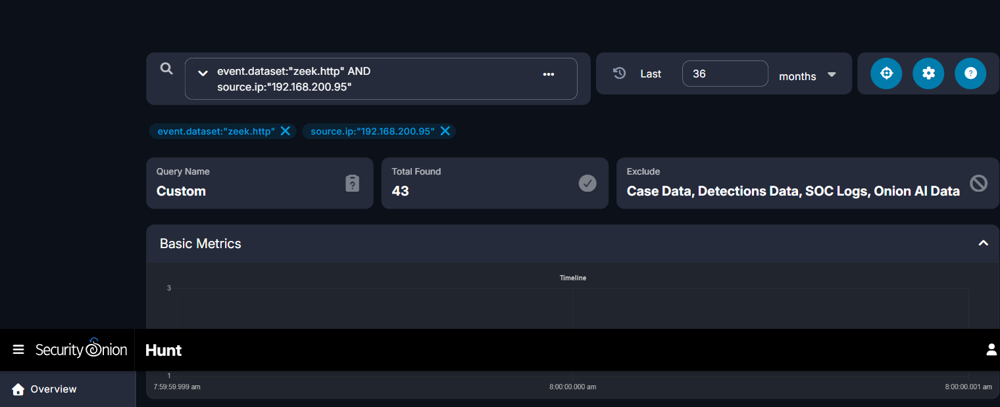 event.dataset:"zeek.http" AND
source.ip:"192.168.200.95"
Last
36
months
event.dataset:"zeek.http"
source.ip:"192.168.200.95"
Query Name
Custom
Total Found
43
Exclude
Case Data, Detections Data, SOC Logs, Onion AI Data
Basic Metrics
Timeline
3
Security Onion
Hunt
1
7:59:59.999 am
8:00:00.000 am
8:00:00.001 am
Overview